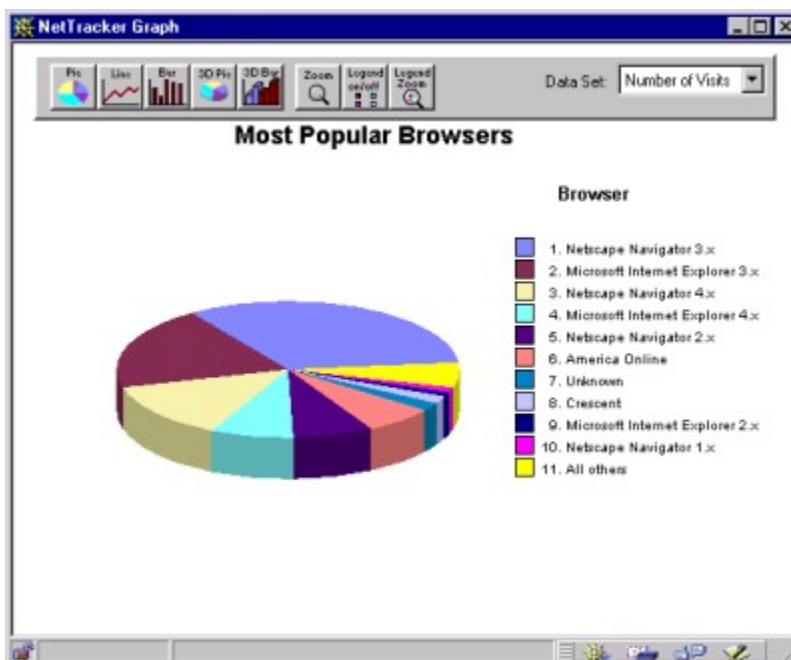 NetTracker Graph
Pie Line Bar 3D Pie 3D Bar Zoom Legend on/off Legend Zoom Data Set: Number of Visits
Most Popular Browsers
Browser
1. Netscape Navigator 3.x
2. Microsoft Internet Explorer 3.x
3. Netscape Navigator 4.x
4. Microsoft Internet Explorer 4.x
5. Netscape Navigator 2.x
6. America Online
7. Unknown
8. Crescent
9. Microsoft Internet Explorer 2.x
10. Netscape Navigator 1.x
11. All others